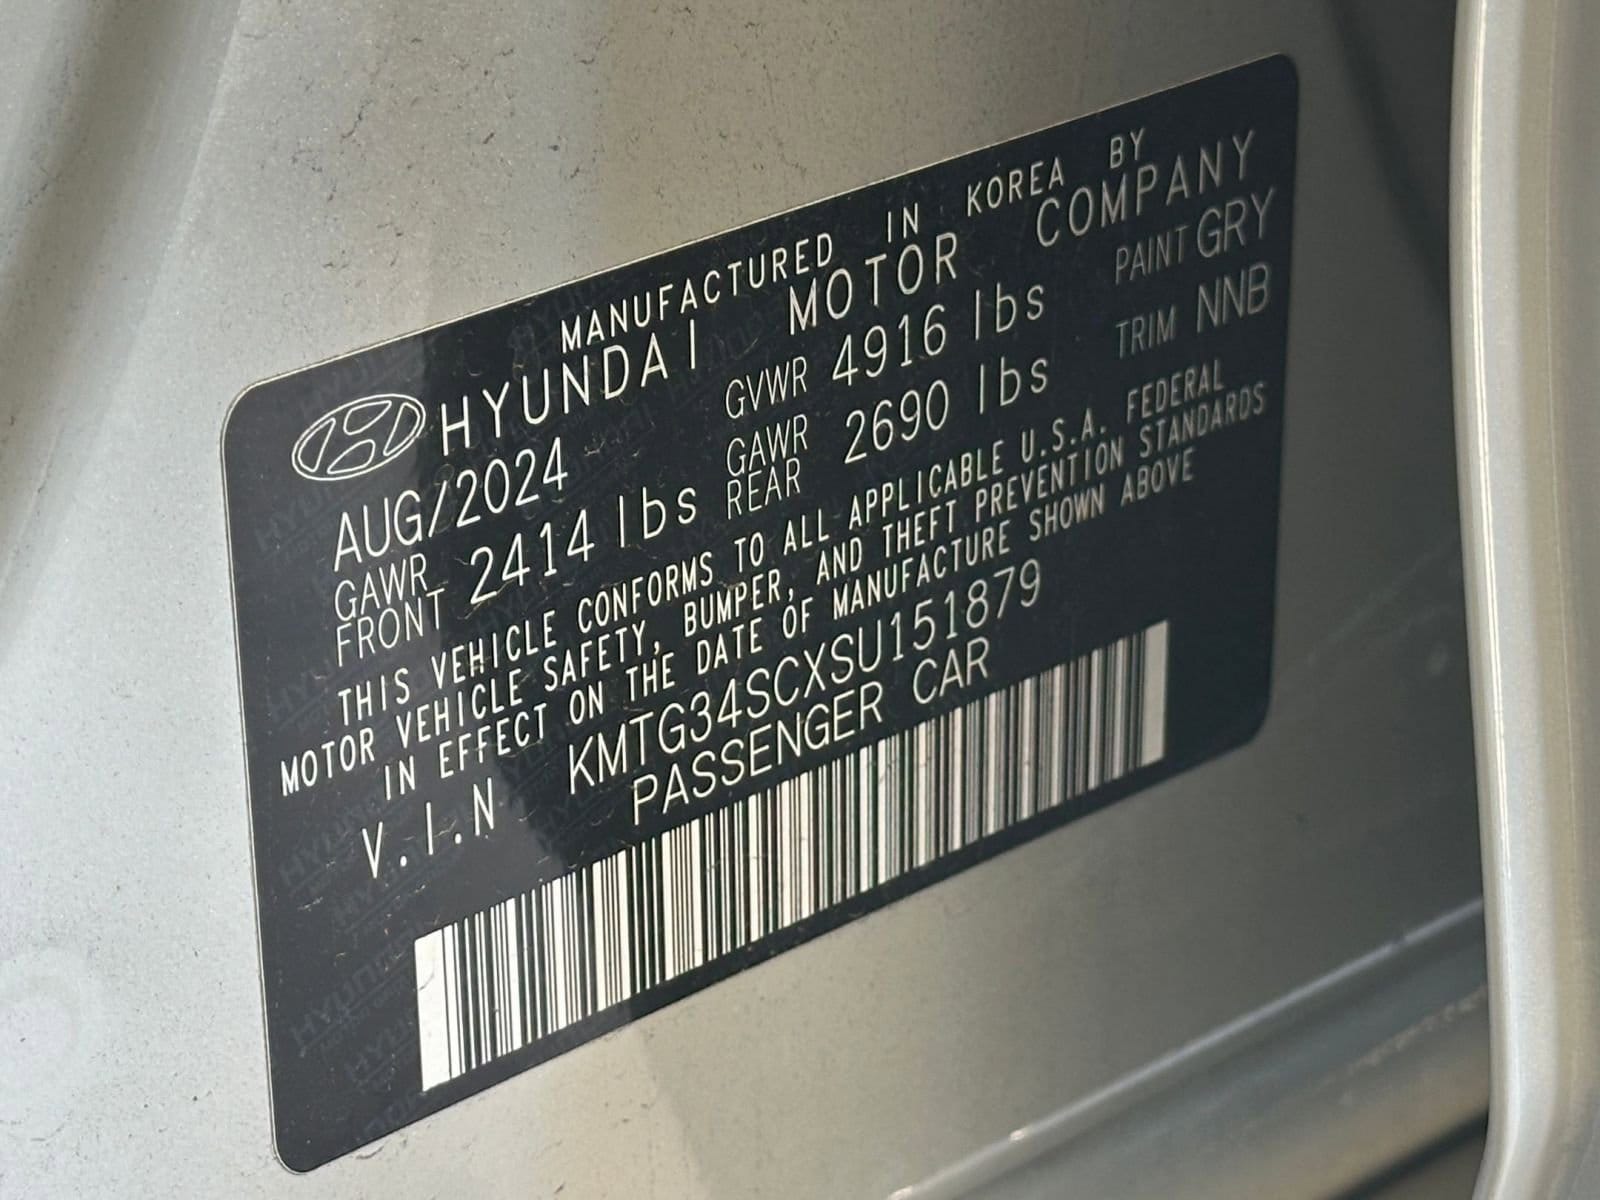 MANUFACTURED IN KOREA BY
HYUNDAI MOTOR COMPANY
AUG/2024 GVWR 4916 lbs PAINT GRY
GAWR FRONT 2414 lbs GAWR REAR 2690 lbs TRIM NNB
THIS VEHICLE CONFORMS TO ALL APPLICABLE U.S.A. FEDERAL
MOTOR VEHICLE SAFETY, BUMPER, AND THEFT PREVENTION STANDARDS
IN EFFECT ON THE DATE OF MANUFACTURE SHOWN ABOVE
V.I.N KMTG34SCXSU151879
PASSENGER CAR